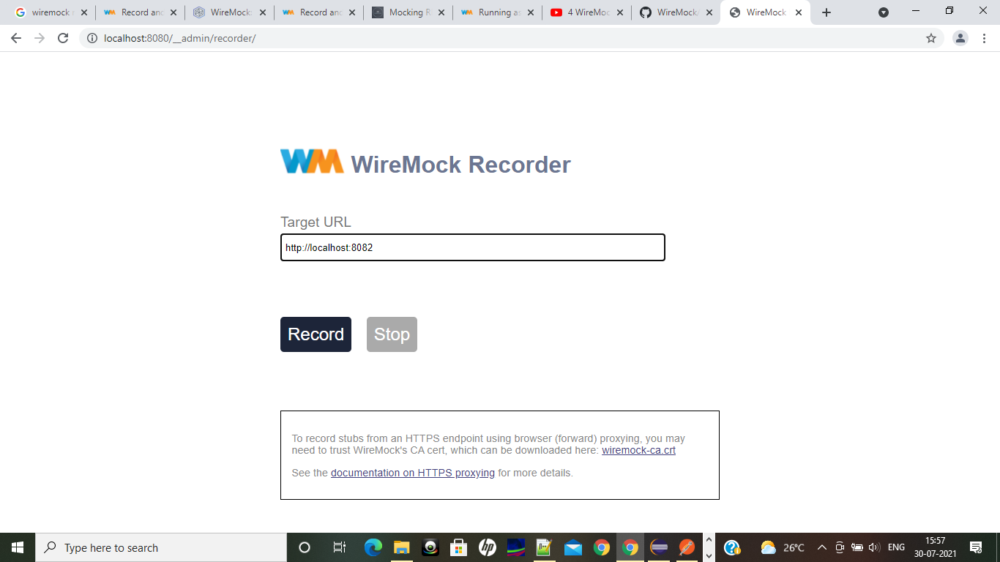 wiremock
Record and
WireMock
Record and
Mocking R
Running as
4 WireMoc
WireMock/
WireMock
localhost:8080/__admin/recorder/
WM WireMock Recorder
Target URL
http://localhost:8082
Record
Stop
To record stubs from an HTTPS endpoint using browser (forward) proxying, you may
need to trust WireMock's CA cert, which can be downloaded here: wiremock-ca.crt
See the documentation on HTTPS proxying for more details.
Type here to search
hp
26°C
ENG
15:57
30-07-2021